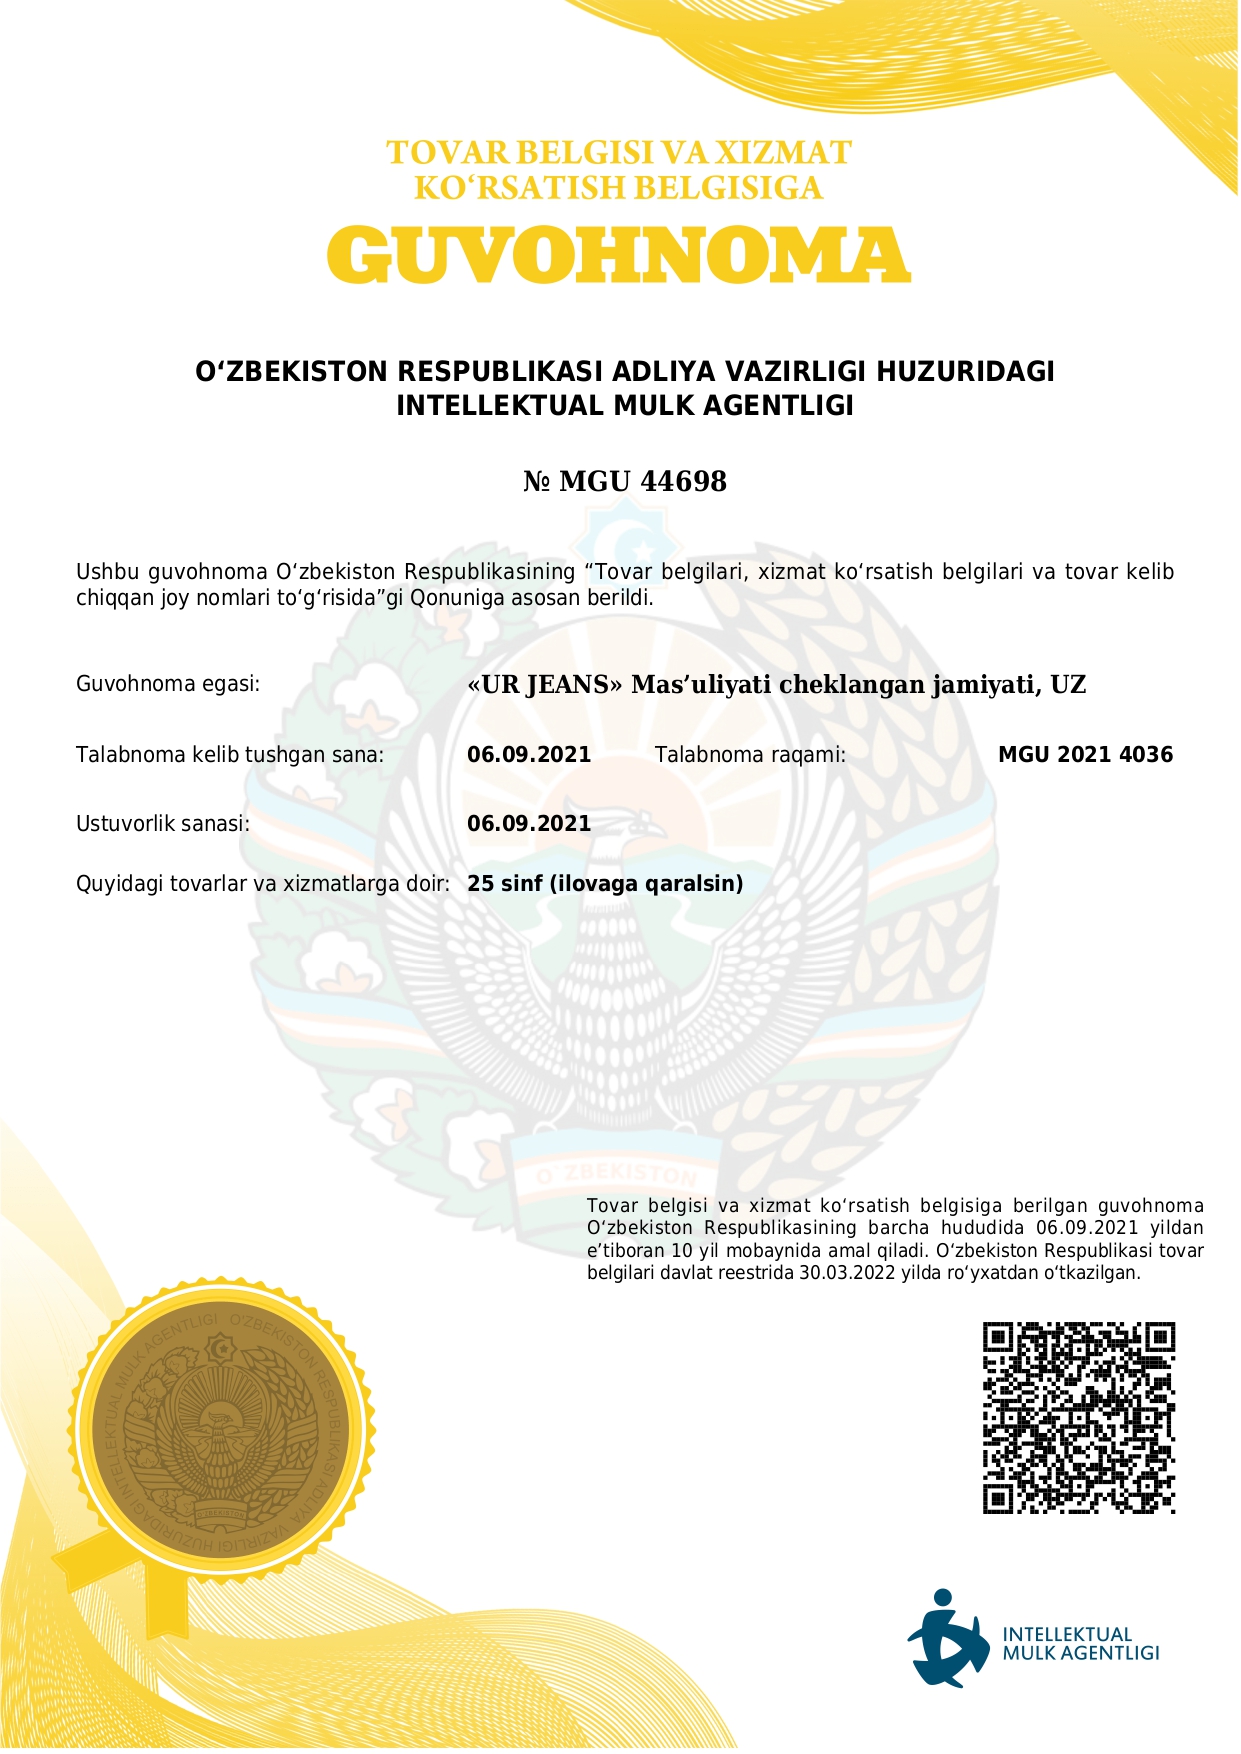 TOVAR BELGISI VA XIZMAT
KO‘RSATISH BELGISIGA
GUVOHNOMA
O‘ZBEKISTON RESPUBLIKASI ADLIYA VAZIRLIGI HUZURIDAGI
INTELLEKTUAL MULK AGENTLIGI
№ MGU 44698
Ushbu guvohnoma O‘zbekiston Respublikasining “Tovar belgilari, xizmat ko‘rsatish belgilari va tovar kelib
chiqqan joy nomlari to‘g‘risida”gi Qonuniga asosan berildi.
Guvohnoma egasi: «UR JEANS» Mas’uliyati cheklangan jamiyati, UZ
Talabnoma kelib tushgan sana: 06.09.2021 Talabnoma raqami: MGU 2021 4036
Ustuvorlik sanasi: 06.09.2021
Quyidagi tovarlar va xizmatlarga doir: 25 sinf (ilovaga qaralsin)
O`ZBEKISTON
Tovar belgisi va xizmat ko‘rsatish belgisiga berilgan guvohnoma
O‘zbekiston Respublikasining barcha hududida 06.09.2021 yildan
e’tiboran 10 yil mobaynida amal qiladi. O‘zbekiston Respublikasi tovar
belgilari davlat reestrida 30.03.2022 yilda ro‘yxatdan o‘tkazilgan.
O‘ZBEKISTON RESPUBLIKASI ADLIYA VAZIRLIGI HUZURIDAGI INTELLEKTUAL MULK AGENTLIGI
O`ZBEKISTON
INTELLEKTUAL
MULK AGENTLIGI